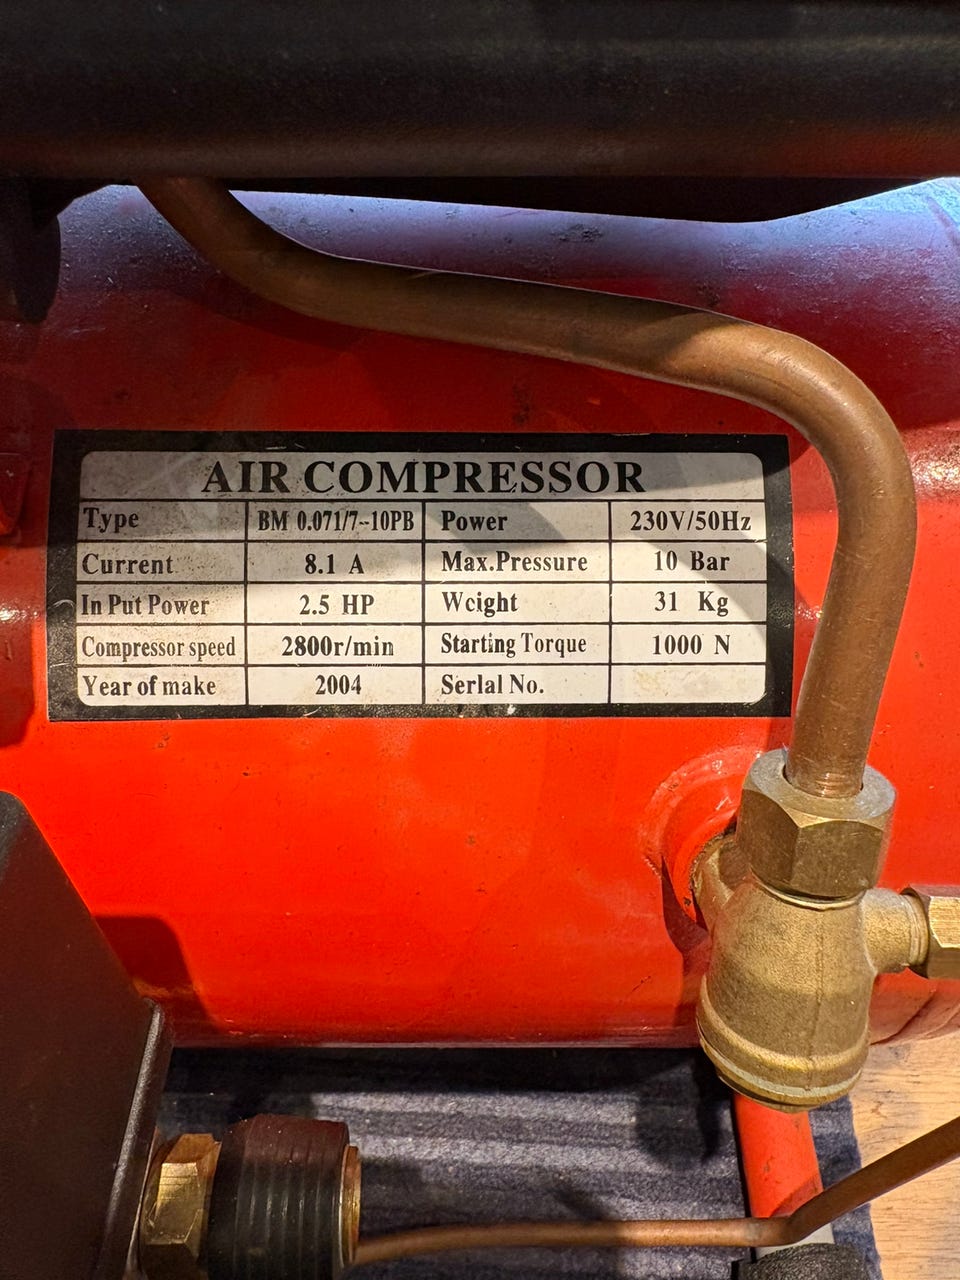 AIR COMPRESSOR
Type BM 0.071/7-10PB Power 230V/50Hz
Current 8.1 A Max.Pressure 10 Bar
In Put Power 2.5 HP Weight 31 Kg
Compressor speed 2800r/min Starting Torque 1000 N
Year of make 2004 Serlal No.